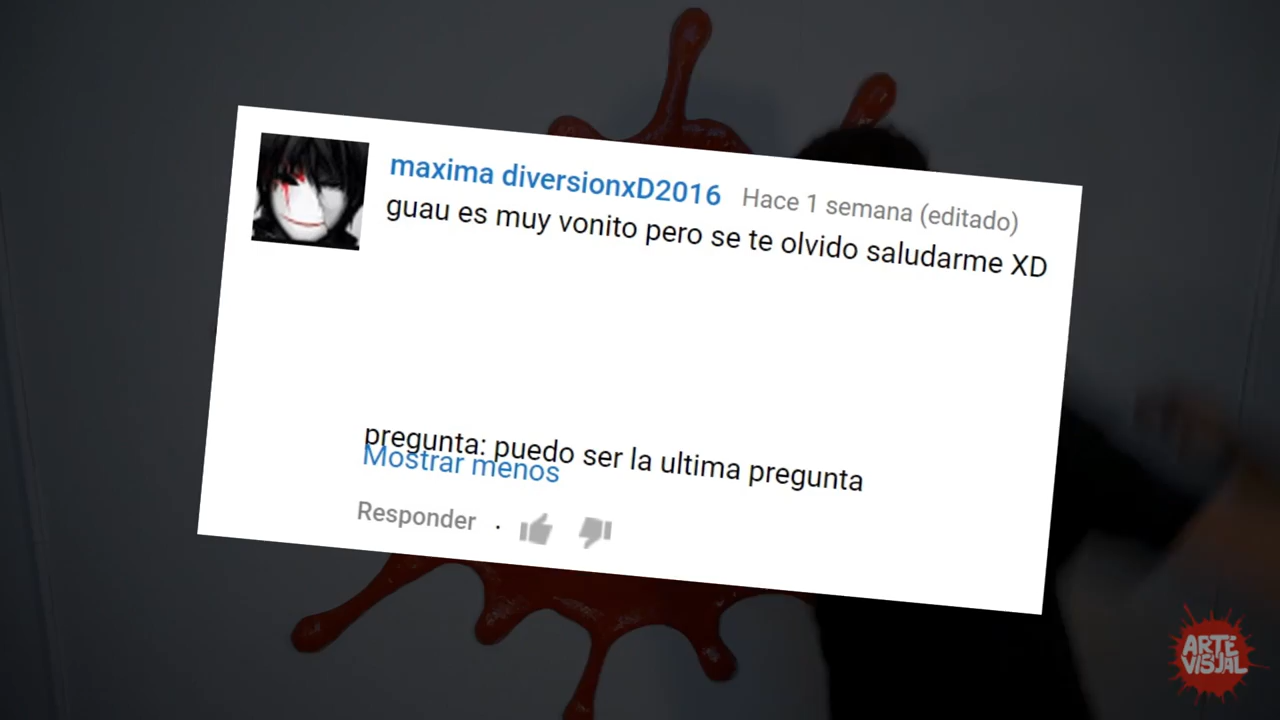 maxima diversionxD2016 Hace 1 semana (editado)
guau es muy vonito pero se te olvido saludarme XD
pregunta: puedo ser la ultima pregunta
Mostrar menos
Responder .
ARTE
VISUAL